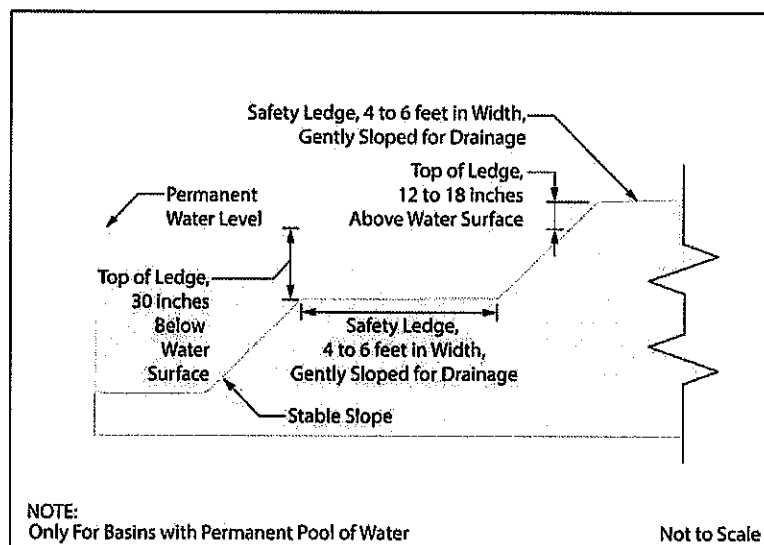 Safety Ledge, 4 to 6 feet in Width,
Gently Sloped for Drainage
Top of Ledge,
12 to 18 inches
Above Water Surface
Permanent
Water Level
Top of Ledge,
30 inches
Below
Water
Surface
Safety Ledge,
4 to 6 feet in Width,
Gently Sloped for Drainage
Stable Slope
NOTE:
Only For Basins with Permanent Pool of Water
Not to Scale